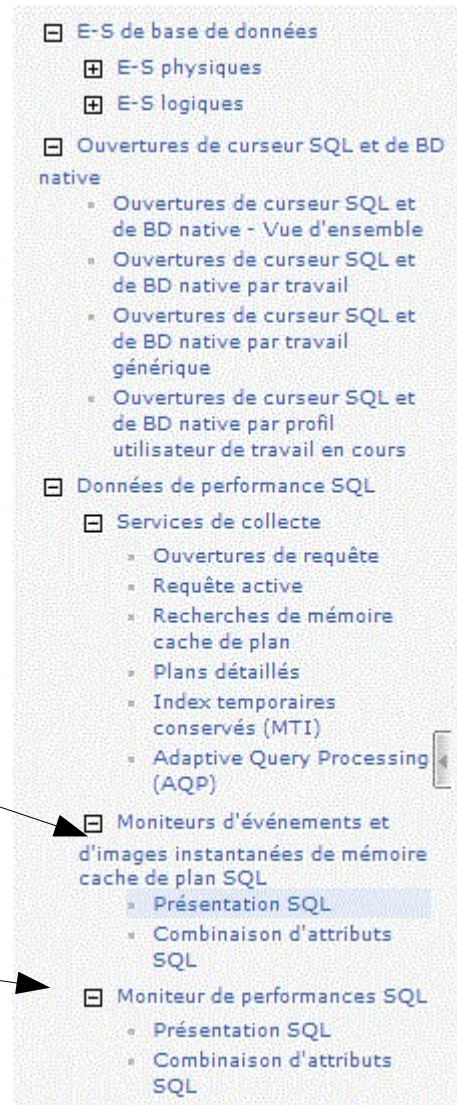 E-S de base de données
E-S physiques
E-S logiques
Ouvertures de curseur SQL et de BD
native
Ouvertures de curseur SQL et
de BD native - Vue d'ensemble
Ouvertures de curseur SQL et
de BD native par travail
Ouvertures de curseur SQL et
de BD native par travail
générique
Ouvertures de curseur SQL et
de BD native par profil
utilisateur de travail en cours
Données de performance SQL
Services de collecte
Ouvertures de requête
Requête active
Recherches de mémoire
cache de plan
Plans détaillés
Index temporaires
conservés (MTI)
Adaptive Query Processing
(AQP)
Moniteurs d'événements et
d'images instantanées de mémoire
cache de plan SQL
Présentation SQL
Combinaison d'attributs
SQL
Moniteur de performances SQL
Présentation SQL
Combinaison d'attributs
SQL